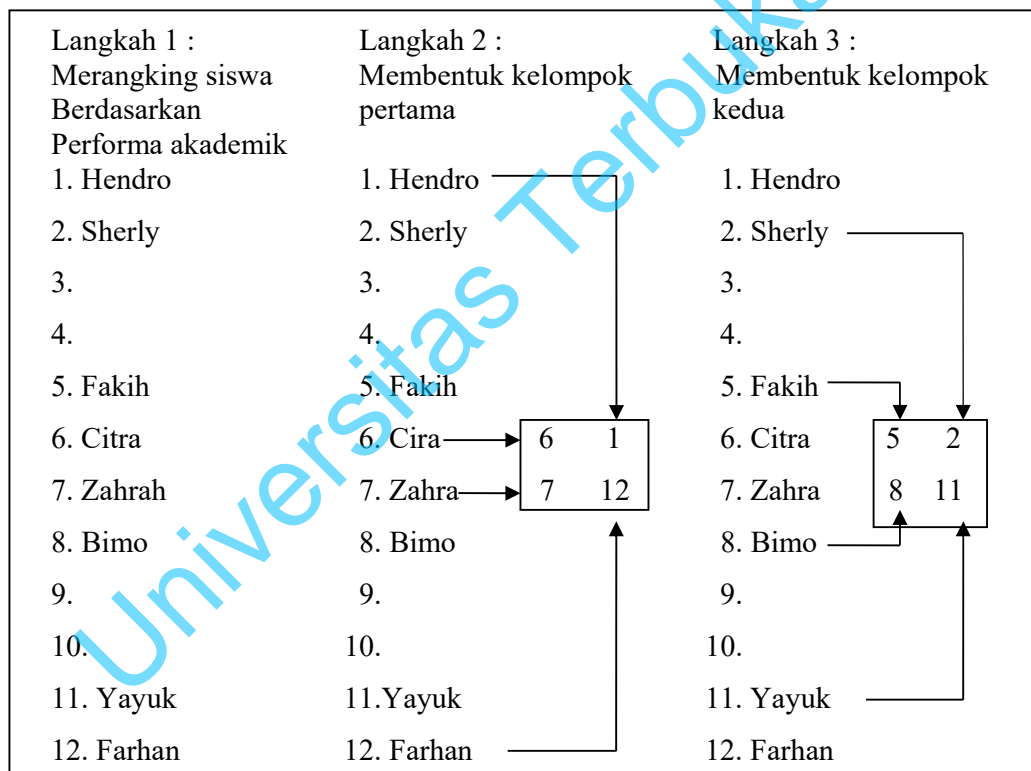 Langkah 1 :
Merangking siswa
Berdasarkan
Performa akademik
1. Hendro
2. Sherly
3.
4.
5. Fakih
6. Citra
7. Zahrah
8. Bimo
9.
10.
11. Yayuk
12. Farhan
Langkah 2 :
Membentuk kelompok
pertama
1. Hendro
2. Sherly
3.
4.
5. Fakih
6. Cira
7. Zahra
8. Bimo
9.
10.
11.Yayuk
12. Farhan
6 1
7 12
Langkah 3 :
Membentuk kelompok
kedua
1. Hendro
2. Sherly
3.
4.
5. Fakih
6. Citra
7. Zahra
8. Bimo
9.
10.
11. Yayuk
12. Farhan
5 2
8 11
Universitas Terbuka